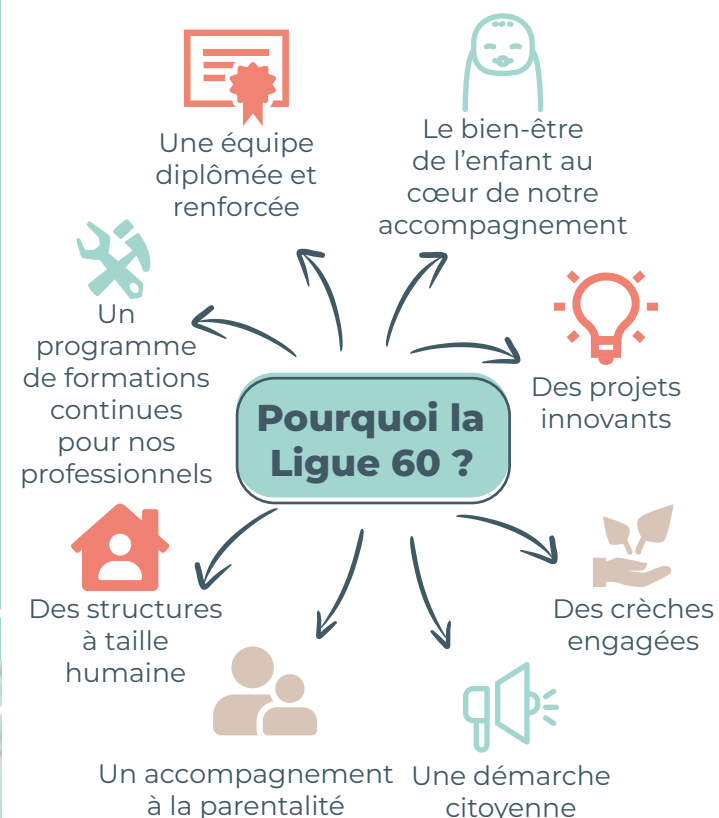 Une équipe
diplômée et
renforcée
Le bien-être
de l’enfant au
cœur de notre
accompagnement
Un
programme
de formations
continues
pour nos
professionnels
Des projets
innovants
Pourquoi la
Ligue 60 ?
Des structures
à taille
humaine
Des crèches
engagées
Un accompagnement
à la parentalité
Une démarche
citoyenne